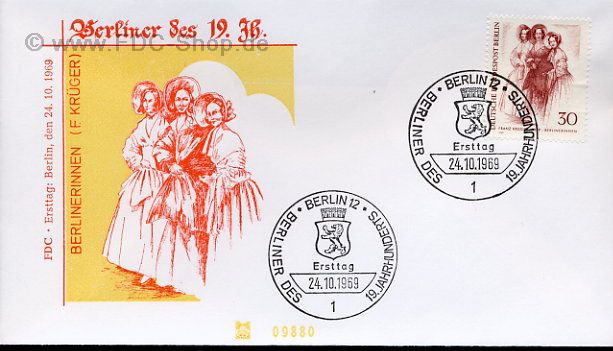 Berliner des 19. Jh.
© www.FDC-Shop.de
FDC · Ersttag: Berlin, den 24. 10. 1969
BERLINERINNEN (F. KRÜGER)
DEUTSCHE BUNDESPOST BERLIN
30
FRANZ KRÜGER · BERLINERINNEN
· BERLIN 12 ·
BERLINER DES 19. JAHRHUNDERTS
Ersttag
24.10.1969
1
· BERLIN 12 ·
BERLINER DES 19. JAHRHUNDERTS
Ersttag
24.10.1969
1
09880